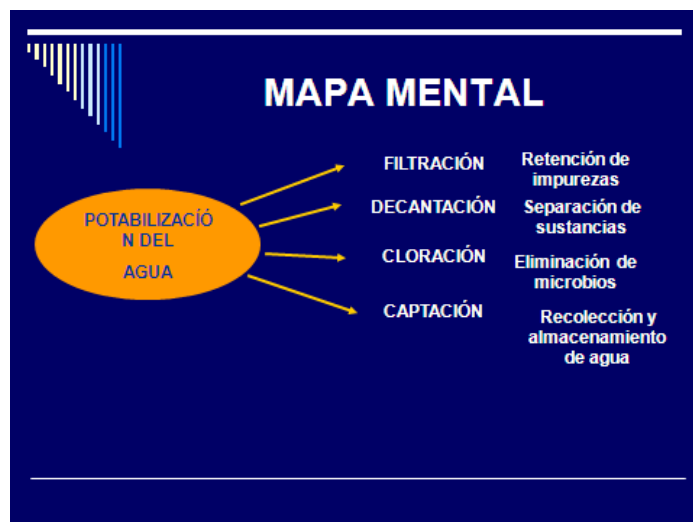 MAPA MENTAL
POTABILIZACÍÓ
N DEL
AGUA
FILTRACIÓN
Retención de
impurezas
DECANTACIÓN
Separación de
sustancias
CLORACIÓN
Eliminación de
microbios
CAPTACIÓN
Recolección y
almacenamiento
de agua